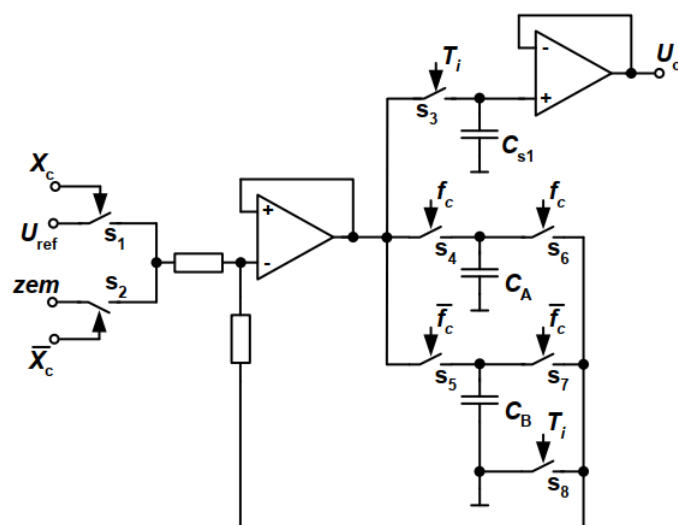 T_i
-
+
U_o
s_3
C_s1
X_c
U_ref
s_1
+
-
f_c
f_c
s_4
s_6
C_A
zem
s_2
X̅_c
f̅_c
f̅_c
s_5
s_7
C_B
T_i
s_8